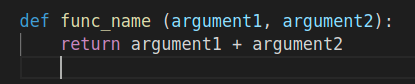 def func_name (argument1, argument2):
    return argument1 + argument2